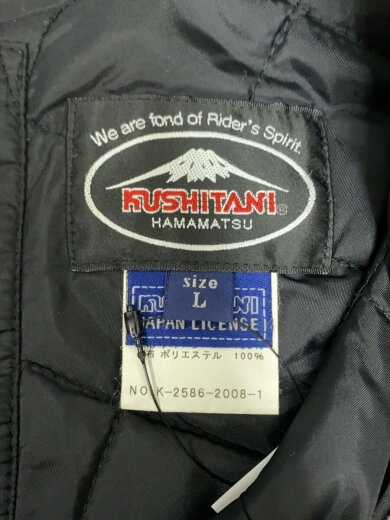 We are fond of Rider's Spirit.
KUSHITANI®
HAMAMATSU
size
L
KUSHITANI
JAPAN LICENSE
布 ポリエステル 100%
NO.K-2586-2008-1